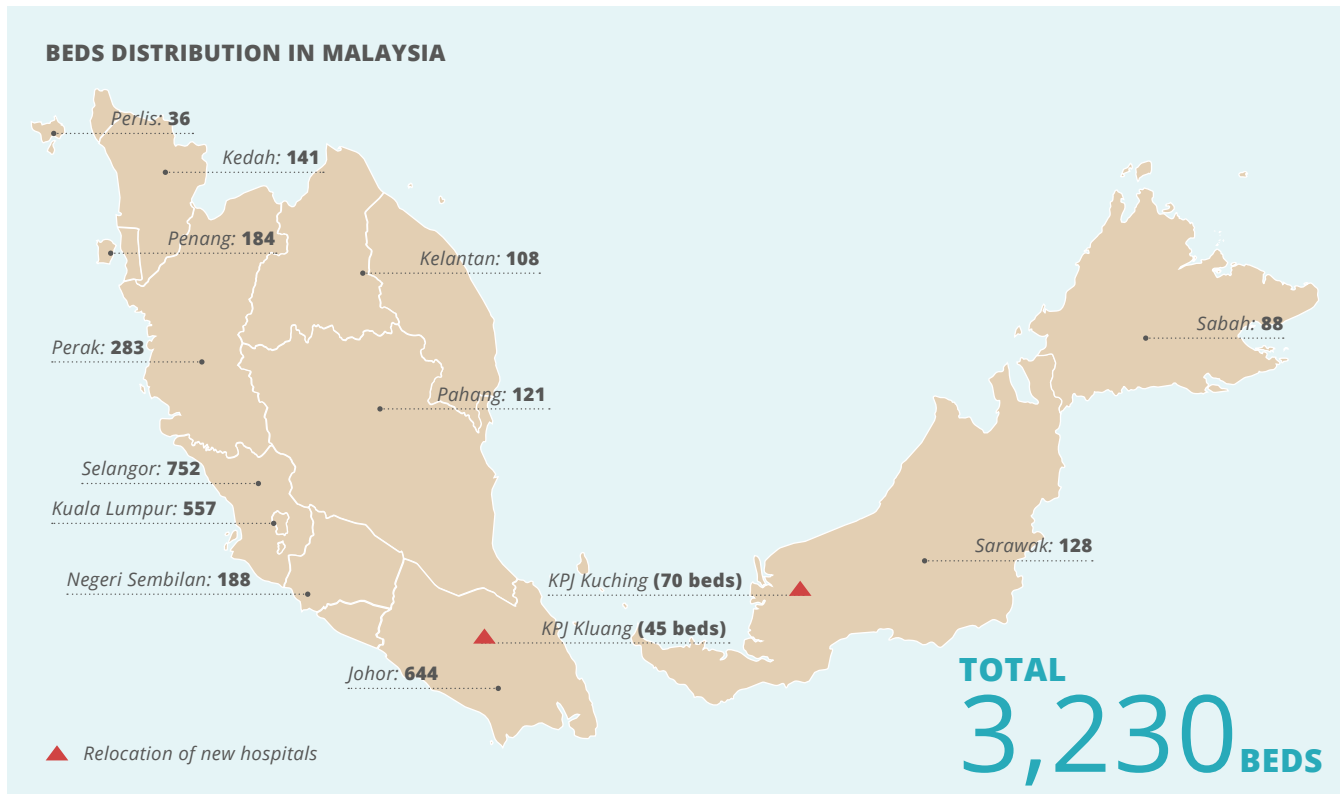 BEDS DISTRIBUTION IN MALAYSIA
Perlis: 36
Kedah: 141
Penang: 184
Kelantan: 108
Sabah: 88
Perak: 283
Pahang: 121
Selangor: 752
Kuala Lumpur: 557
Sarawak: 128
Negeri Sembilan: 188
KPJ Kuching (70 beds)
KPJ Kluang (45 beds)
Johor: 644
TOTAL
3,230 BEDS
Relocation of new hospitals